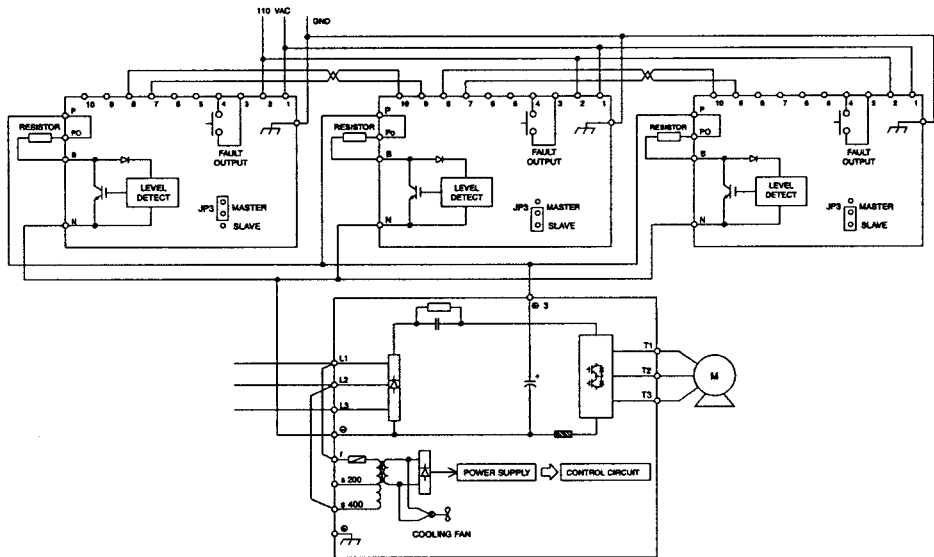 110 VAC
GND
10 9 8 7 6 5 4 3 2 1
10 9 8 7 6 5 4 3 2 1
10 9 8 7 6 5 4 3 2 1
P
P
P
RESISTOR
PO
RESISTOR
PO
RESISTOR
PO
FAULT
OUTPUT
FAULT
OUTPUT
FAULT
OUTPUT
B
B
B
LEVEL
DETECT
LEVEL
DETECT
LEVEL
DETECT
JP3
MASTER
SLAVE
JP3
MASTER
SLAVE
JP3
MASTER
SLAVE
N
N
N
⊕ 3
L1
L2
L3
⊖
+
T1
T2
T3
M
r
s 200
s 400
POWER SUPPLY
CONTROL CIRCUIT
COOLING FAN